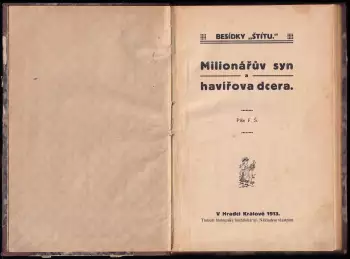 BESÍDKY „ŠTÍTU.“
Milionářův syn
a
havířova dcera.
Píše F. Š.
V Hradci Králové 1913.